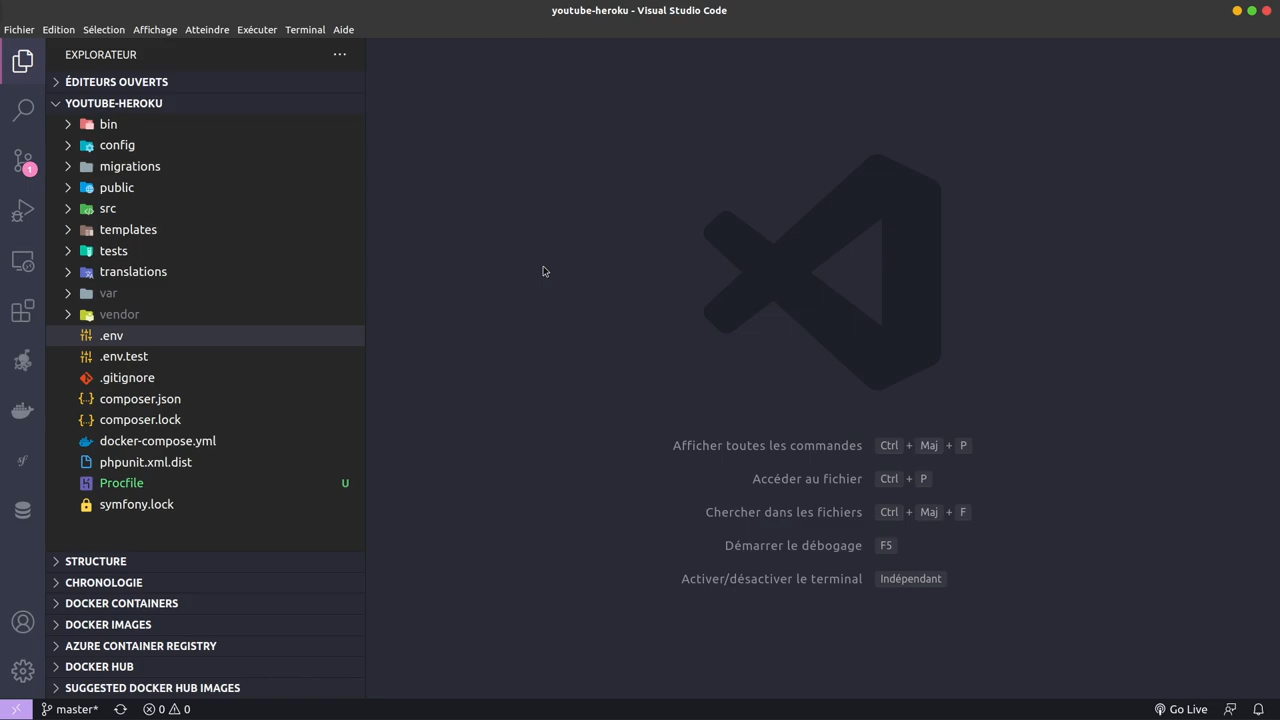 youtube-heroku - Visual Studio Code
Fichier Edition Sélection Affichage Atteindre Exécuter Terminal Aide
EXPLORATEUR
ÉDITEURS OUVERTS
YOUTUBE-HEROKU
bin
config
migrations
public
src
templates
tests
translations
var
vendor
.env
.env.test
.gitignore
composer.json
composer.lock
docker-compose.yml
phpunit.xml.dist
Procfile U
symfony.lock
STRUCTURE
CHRONOLOGIE
DOCKER CONTAINERS
DOCKER IMAGES
AZURE CONTAINER REGISTRY
DOCKER HUB
SUGGESTED DOCKER HUB IMAGES
1
sf
Afficher toutes les commandes Ctrl + Maj + P
Accéder au fichier Ctrl + P
Chercher dans les fichiers Ctrl + Maj + F
Démarrer le débogage F5
Activer/désactiver le terminal Indépendant
master* 0 0 Go Live